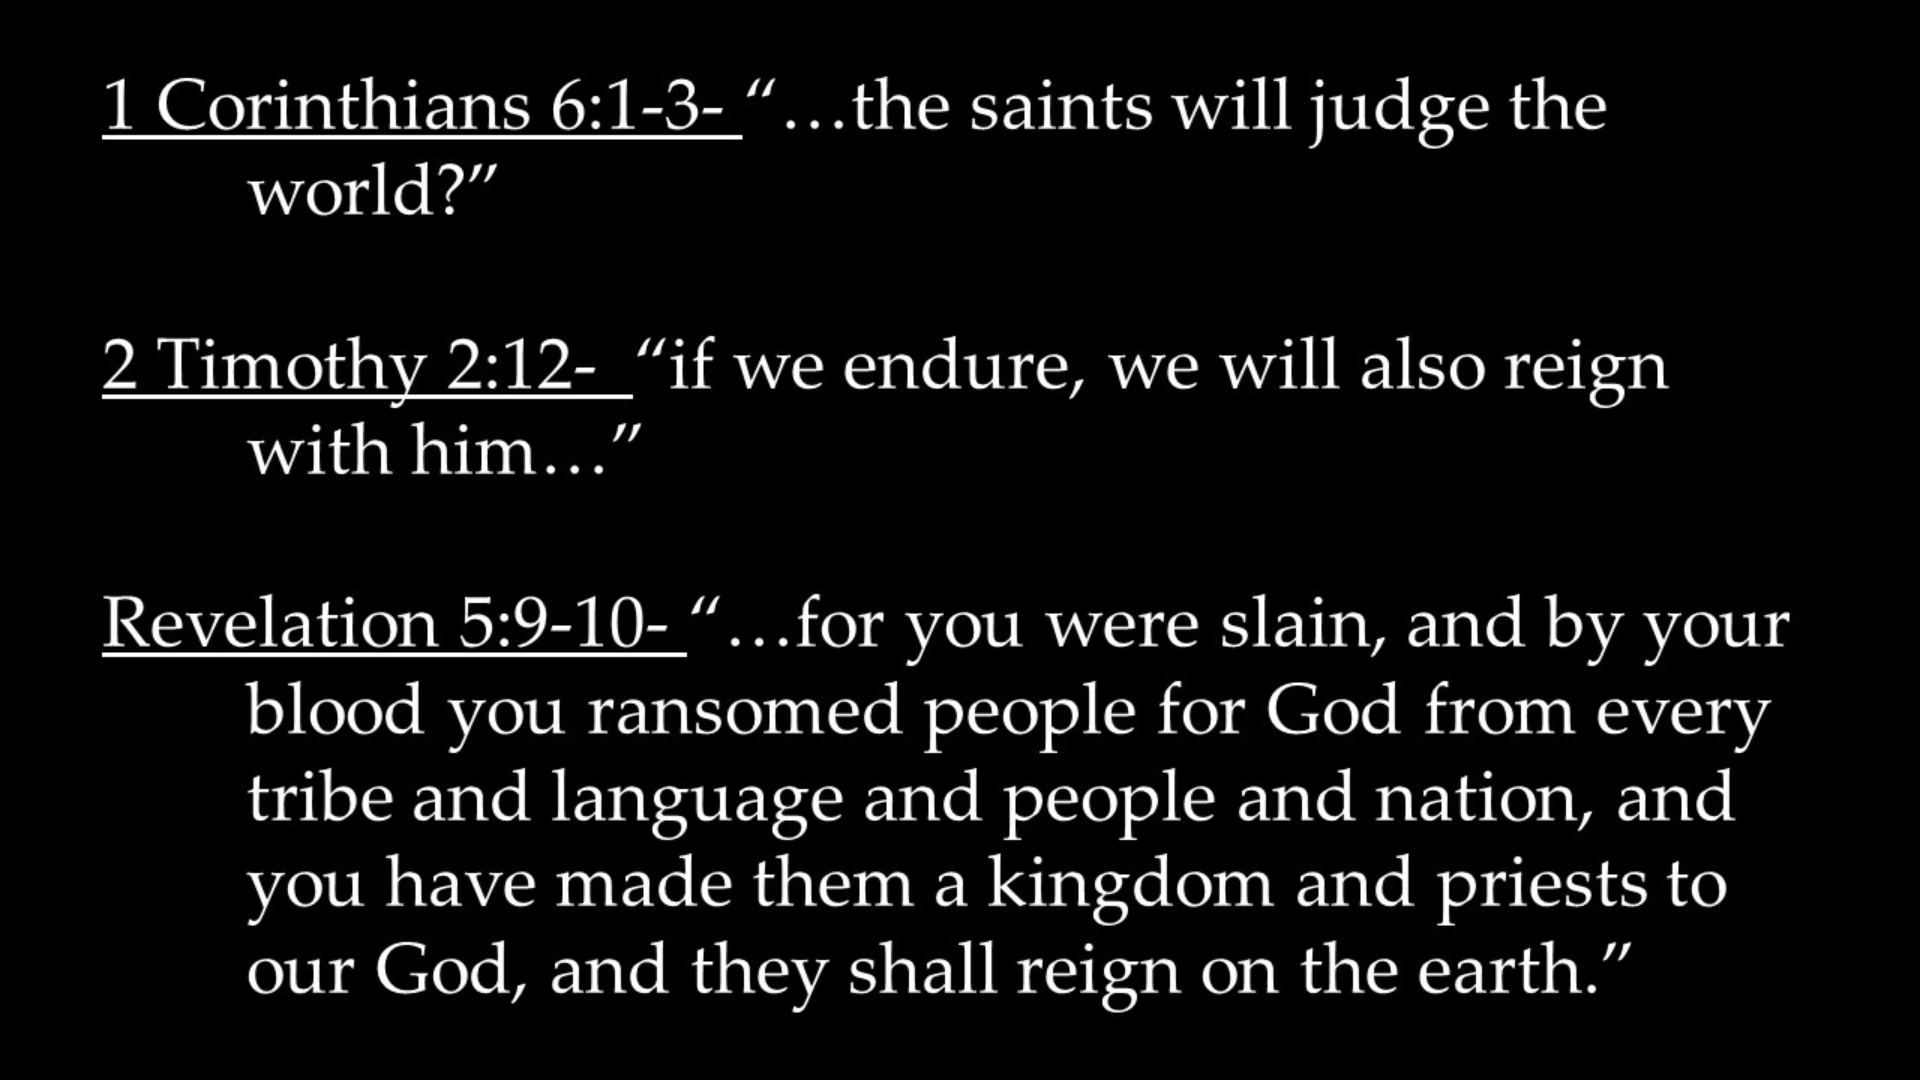 1 Corinthians 6:1-3- “…the saints will judge the
world?”
2 Timothy 2:12-  “if we endure, we will also reign
with him…”
Revelation 5:9-10- “…for you were slain, and by your
blood you ransomed people for God from every
tribe and language and people and nation, and
you have made them a kingdom and priests to
our God, and they shall reign on the earth.”